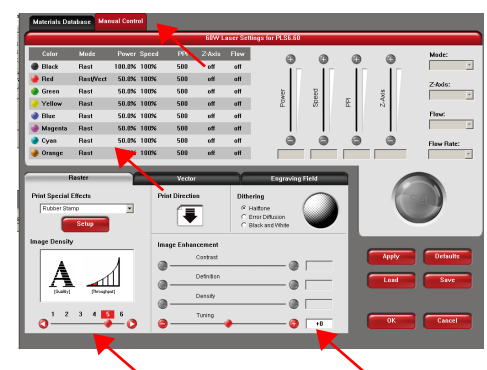 Materials Database Manual Control
60W Laser Settings for PLS6.60
Color Mode Power Speed PPI Z-Axis Flow
Black Rast 100.0% 100% 500 off off
Red Rast/Vect 50.0% 100% 500 off off
Green Rast 50.0% 100% 500 off off
Yellow Rast 50.0% 100% 500 off off
Blue Rast 50.0% 100% 500 off off
Magenta Rast 50.0% 100% 500 off off
Cyan Rast 50.0% 100% 500 off off
Orange Rast 100% 500 off off
Power Speed PPI Z-Axis
Mode:
Z-Axis:
Flow:
Flow Rate:
Raster Vector Engraving Field
Print Special Effects
Rubber Stamp
Setup
Print Direction
Dithering
Halftone
Error Diffusion
Black and White
Image Density
[Quality] [Throughput]
1 2 3 4 5 6
Image Enhancement
Contrast
Definition
Density
Tuning
+0
Apply Defaults
Load Save
OK Cancel